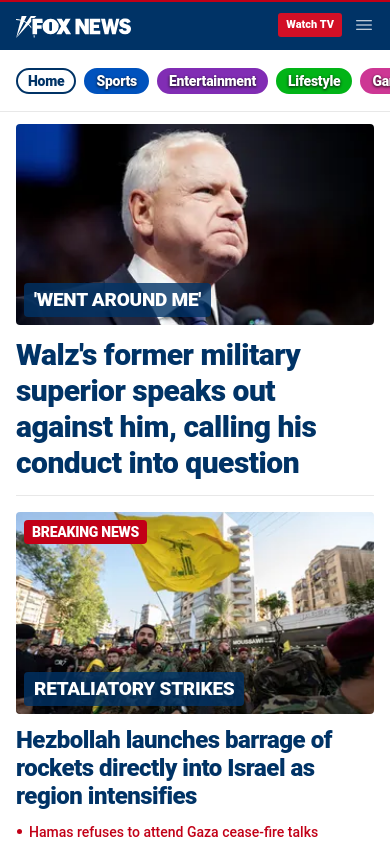 FOX NEWS
Watch TV
Home
Sports
Entertainment
Lifestyle
Ga
'WENT AROUND ME'
Walz's former military
superior speaks out
against him, calling his
conduct into question
BREAKING NEWS
MOUSSAWI
RETALIATORY STRIKES
Hezbollah launches barrage of
rockets directly into Israel as
region intensifies
Hamas refuses to attend Gaza cease-fire talks